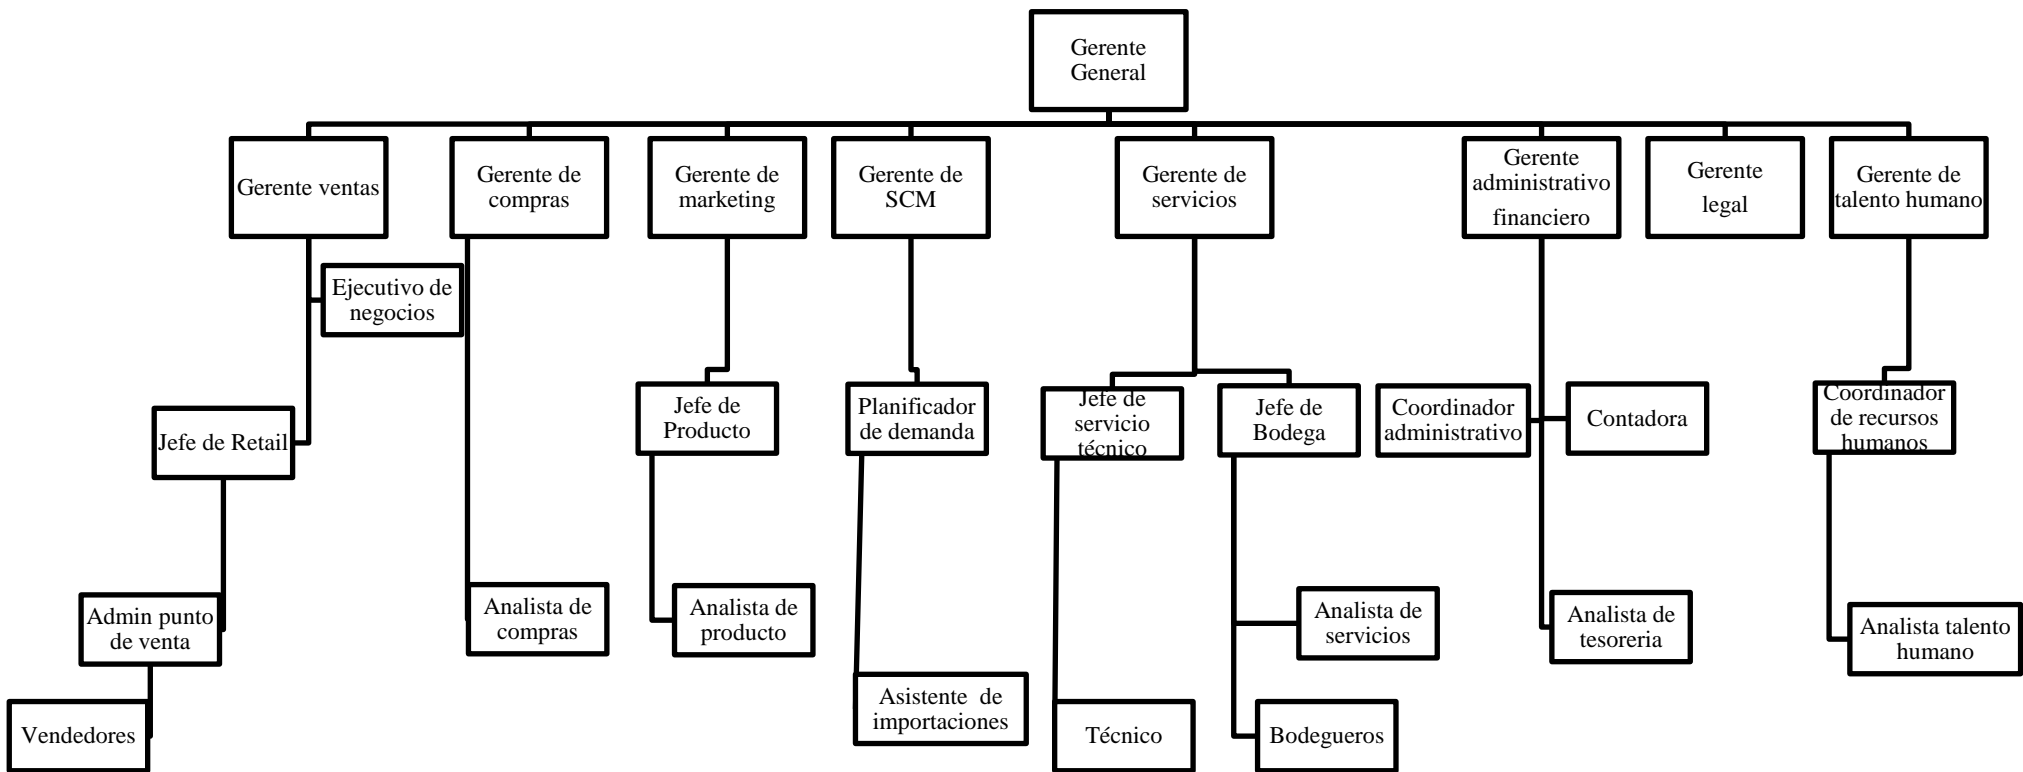 Gerente
General
Gerente ventas
Gerente de
compras
Gerente de
marketing
Gerente de
SCM
Gerente de
servicios
Gerente
administrativo
financiero
Gerente
legal
Gerente de
talento humano
Ejecutivo de
negocios
Jefe de Retail
Jefe de
Producto
Planificador
de demanda
Jefe de
servicio
técnico
Jefe de
Bodega
Coordinador
administrativo
Contadora
Coordinador
de recursos
humanos
Admin punto
de venta
Analista de
compras
Analista de
producto
Analista de
servicios
Analista de
tesoreria
Analista talento
humano
Vendedores
Asistente de
importaciones
Técnico
Bodegueros